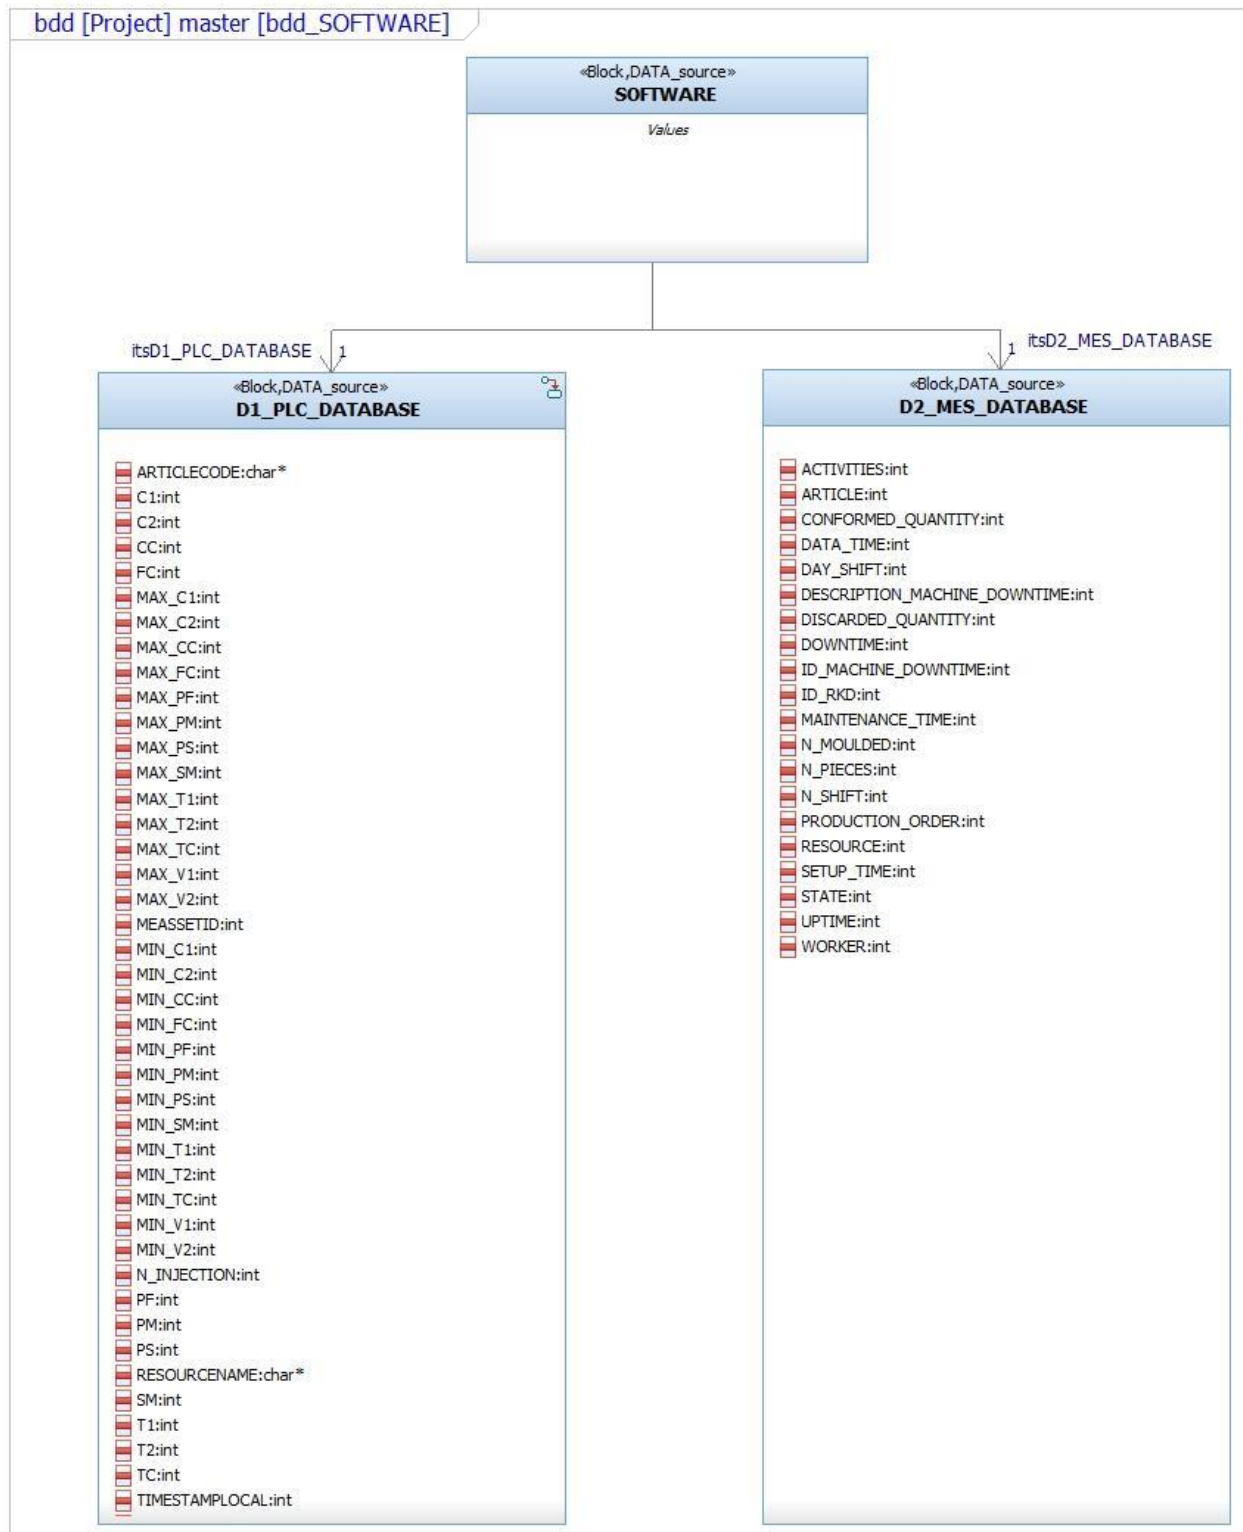 bdd [Project] master [bdd_SOFTWARE]
«Block,DATA_source»
SOFTWARE
Values
itsD1_PLC_DATABASE
1
1
itsD2_MES_DATABASE
«Block,DATA_source»
D1_PLC_DATABASE
ARTICLECODE:char*
C1:int
C2:int
CC:int
FC:int
MAX_C1:int
MAX_C2:int
MAX_CC:int
MAX_FC:int
MAX_PF:int
MAX_PM:int
MAX_PS:int
MAX_SM:int
MAX_T1:int
MAX_T2:int
MAX_TC:int
MAX_V1:int
MAX_V2:int
MEASSETID:int
MIN_C1:int
MIN_C2:int
MIN_CC:int
MIN_FC:int
MIN_PF:int
MIN_PM:int
MIN_PS:int
MIN_SM:int
MIN_T1:int
MIN_T2:int
MIN_TC:int
MIN_V1:int
MIN_V2:int
N_INJECTION:int
PF:int
PM:int
PS:int
RESOURCENAME:char*
SM:int
T1:int
T2:int
TC:int
TIMESTAMPLOCAL:int
«Block,DATA_source»
D2_MES_DATABASE
ACTIVITIES:int
ARTICLE:int
CONFORMED_QUANTITY:int
DATA_TIME:int
DAY_SHIFT:int
DESCRIPTION_MACHINE_DOWNTIME:int
DISCARDED_QUANTITY:int
DOWNTIME:int
ID_MACHINE_DOWNTIME:int
ID_RKD:int
MAINTENANCE_TIME:int
N_MOULDED:int
N_PIECES:int
N_SHIFT:int
PRODUCTION_ORDER:int
RESOURCE:int
SETUP_TIME:int
STATE:int
UPTIME:int
WORKER:int